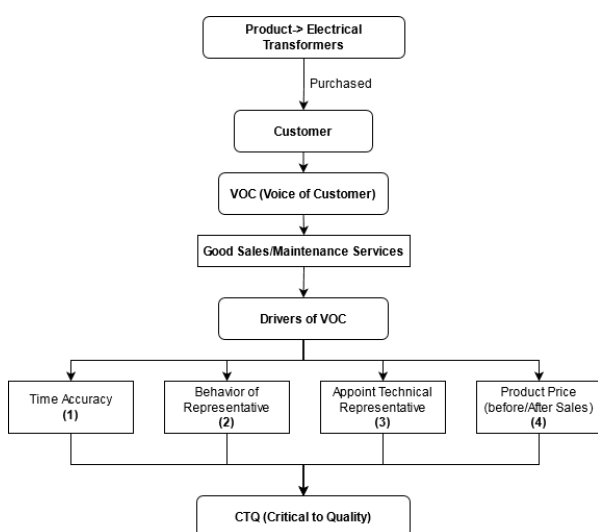 Product-> Electrical
Transformers
Purchased
Customer
VOC (Voice of Customer)
Good Sales/Maintenance Services
Drivers of VOC
Time Accuracy
(1)
Behavior of
Representative
(2)
Appoint Technical
Representative
(3)
Product Price
(before/After Sales)
(4)
CTQ (Critical to Quality)